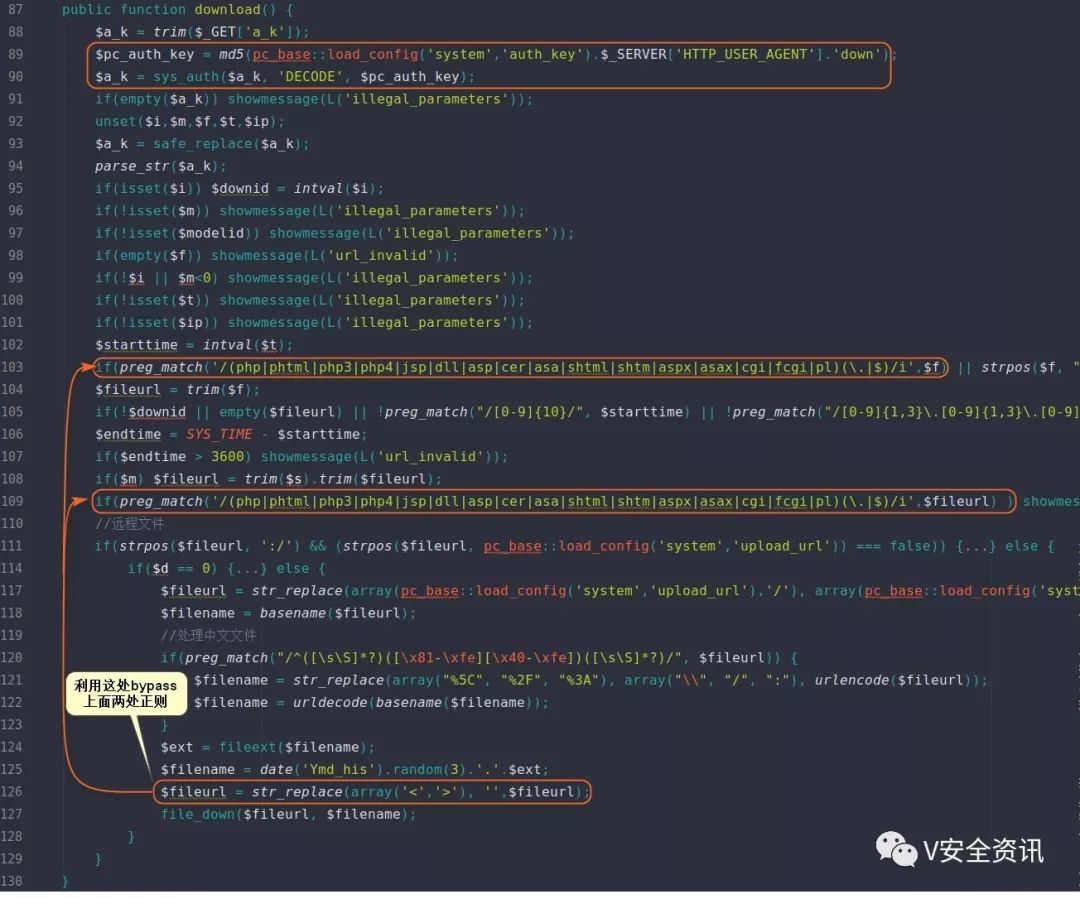 87 public function download() {
88 $a_k = trim($_GET['a_k']);
89 $pc_auth_key = md5(pc_base::load_config('system','auth_key').$_SERVER['HTTP_USER_AGENT'].'down');
90 $a_k = sys_auth($a_k, 'DECODE', $pc_auth_key);
91 if(empty($a_k)) showmessage(L('illegal_parameters'));
92 unset($i,$m,$f,$t,$ip);
93 $a_k = safe_replace($a_k);
94 parse_str($a_k);
95 if(isset($i)) $downid = intval($i);
96 if(!isset($m)) showmessage(L('illegal_parameters'));
97 if(!isset($modelid)) showmessage(L('illegal_parameters'));
98 if(empty($f)) showmessage(L('url_invalid'));
99 if(!$i || $m<0) showmessage(L('illegal_parameters'));
100 if(!isset($t)) showmessage(L('illegal_parameters'));
101 if(!isset($ip)) showmessage(L('illegal_parameters'));
102 $starttime = intval($t);
103 if(preg_match('/(php|phtml|php3|php4|jsp|dll|asp|cer|asa|shtml|shtm|aspx|asax|cgi|fcgi|pl)(\.|$)/i',$f) || strpos($f, "
104 $fileurl = trim($f);
105 if(!$downid || empty($fileurl) || !preg_match("/[0-9]{10}/", $starttime) || !preg_match("/[0-9]{1,3}\.[0-9]{1,3}\.[0-9]
106 $endtime = SYS_TIME - $starttime;
107 if($endtime > 3600) showmessage(L('url_invalid'));
108 if($m) $fileurl = trim($s).trim($fileurl);
109 if(preg_match('/(php|phtml|php3|php4|jsp|dll|asp|cer|asa|shtml|shtm|aspx|asax|cgi|fcgi|pl)(\.|$)/i',$fileurl) ) showmes
110 //远程文件
111 if(strpos($fileurl, ':/') && (strpos($fileurl, pc_base::load_config('system','upload_url')) === false)) {...} else {
114 if($d == 0) {...} else {
117 $fileurl = str_replace(array(pc_base::load_config('system','upload_url'),'/'), array(pc_base::load_config('syst
118 $filename = basename($fileurl);
119 //处理中文文件
120 if(preg_match("/^([\s\S]*?)([\x81-\xfe][\x40-\xfe])([\s\S]*?)/", $fileurl)) {
121 $filename = str_replace(array("%5C", "%2F", "%3A"), array("\\", "/", ":"), urlencode($fileurl));
122 $filename = urldecode(basename($filename));
123 }
124 $ext = fileext($filename);
125 $filename = date('Ymd_his').random(3).'.'.$ext;
126 $fileurl = str_replace(array('<','>'), '',$fileurl);
127 file_down($fileurl, $filename);
128 }
129 }
130 }
利用这处bypass
上面两处正则
V安全资讯